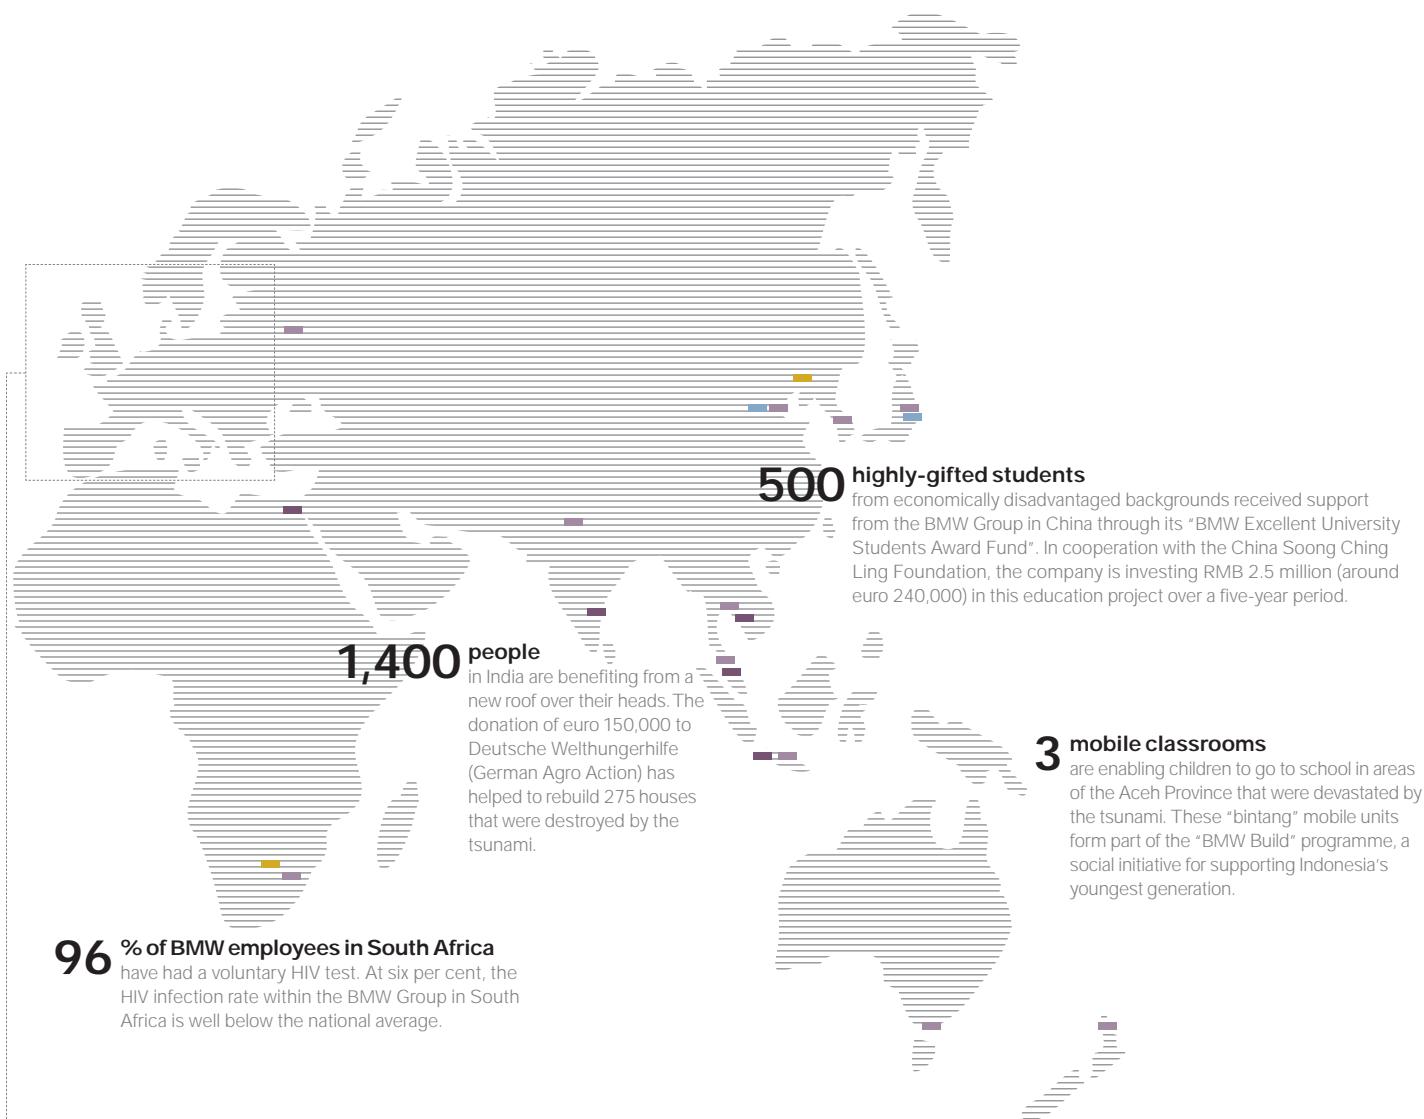 500 highly-gifted students
from economically disadvantaged backgrounds received support
from the BMW Group in China through its “BMW Excellent University
Students Award Fund”. In cooperation with the China Soong Ching
Ling Foundation, the company is investing RMB 2.5 million (around
euro 240,000) in this education project over a five-year period.
1,400 people
in India are benefiting from a
new roof over their heads. The
donation of euro 150,000 to
Deutsche Welthungerhilfe
(German Agro Action) has
helped to rebuild 275 houses
that were destroyed by the
tsunami.
3 mobile classrooms
are enabling children to go to school in areas
of the Aceh Province that were devastated by
the tsunami. These “bintang” mobile units
form part of the “BMW Build” programme, a
social initiative for supporting Indonesia’s
youngest generation.
96 % of BMW employees in South Africa
have had a voluntary HIV test. At six per cent, the
HIV infection rate within the BMW Group in South
Africa is well below the national average.